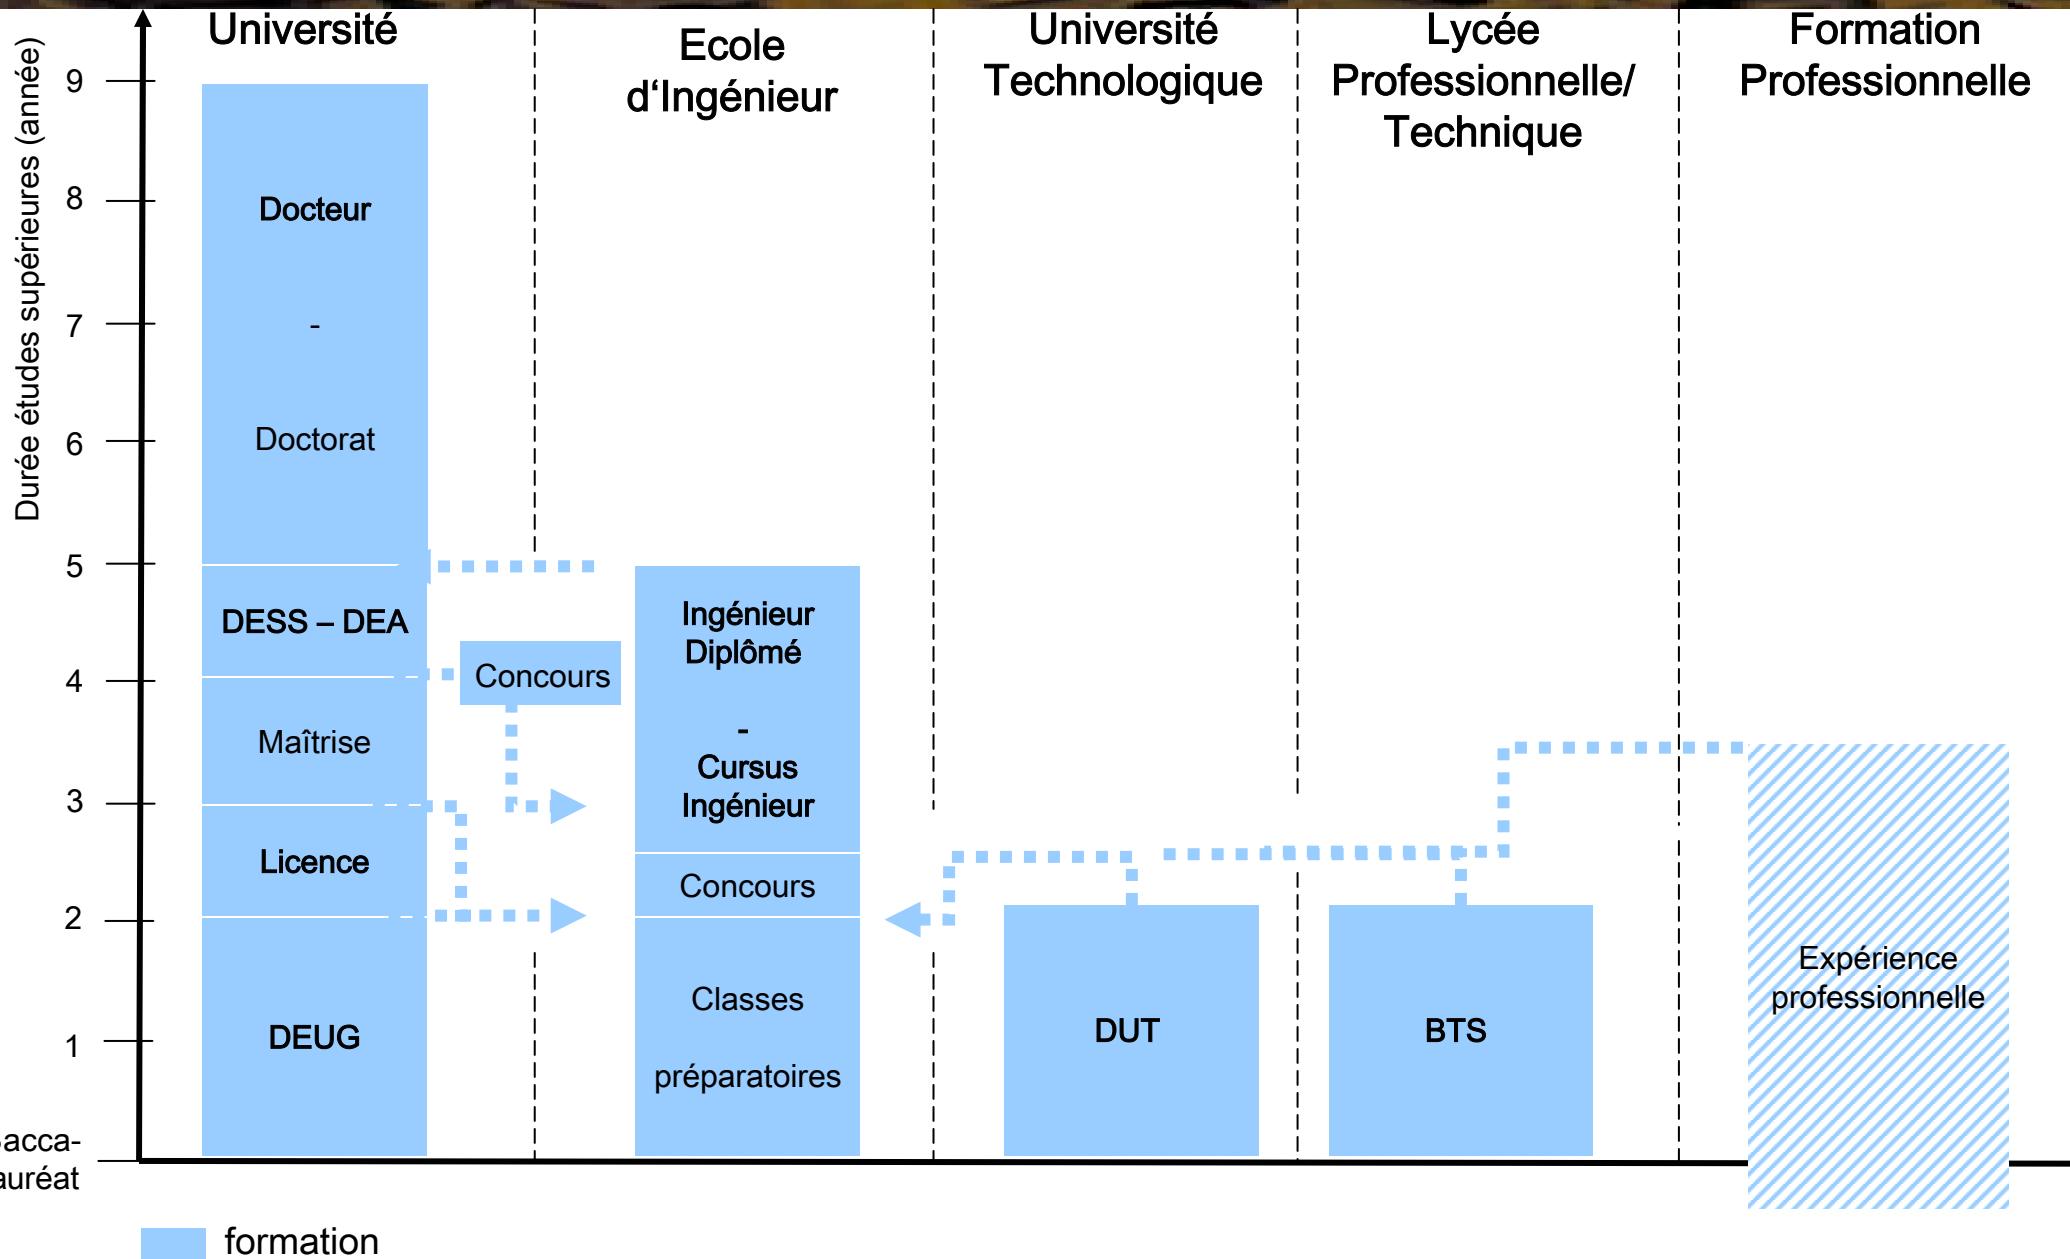 Université
Ecole
d‘Ingénieur
Université
Technologique
Lycée
Professionnelle/
Technique
Formation
Professionnelle
Durée études supérieures (année)
9
8
7
6
5
4
3
2
1
acca-
auréat
Docteur
-
Doctorat
DESS – DEA
Maîtrise
Licence
DEUG
Concours
Ingénieur
Diplômé
-
Cursus
Ingénieur
Concours
Classes
préparatoires
DUT
BTS
Expérience
professionnelle
formation